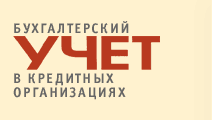 БУХГАЛТЕРСКИЙ
УЧЕТ
В КРЕДИТНЫХ
ОРГАНИЗАЦИЯХ